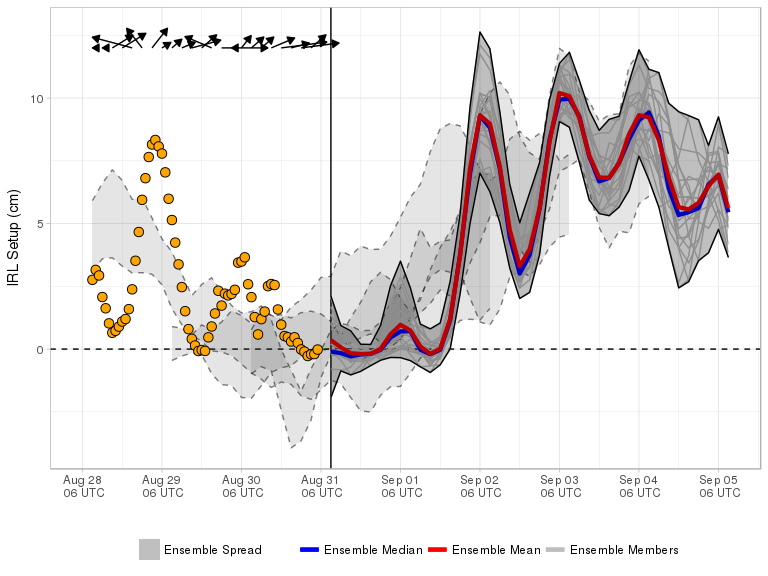 10
5
0
IRL Setup (cm)
Aug 28 Aug 29 Aug 30 Aug 31 Sep 01 Sep 02 Sep 03 Sep 04 Sep 05
06 UTC 06 UTC 06 UTC 06 UTC 06 UTC 06 UTC 06 UTC 06 UTC 06 UTC
Ensemble Spread Ensemble Median Ensemble Mean Ensemble Members